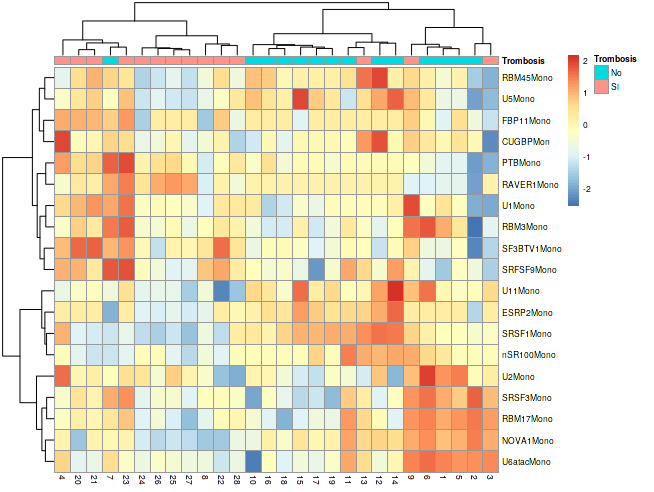 Trombosis
RBM45Mono
U5Mono
FBP11Mono
CUGBPMon
PTBMono
RAVER1Mono
U1Mono
RBM3Mono
SF3BTV1Mono
SRFSF9Mono
U11Mono
ESRP2Mono
SRSF1Mono
nSR100Mono
U2Mono
SRSF3Mono
RBM17Mono
NOVA1Mono
U6atacMono
4 20 21 7 23 24 26 25 27 8 22 28 10 16 18 15 17 19 11 13 12 14 9 6 1 5 2 3
2
1
0
-1
-2
Trombosis
No
SI